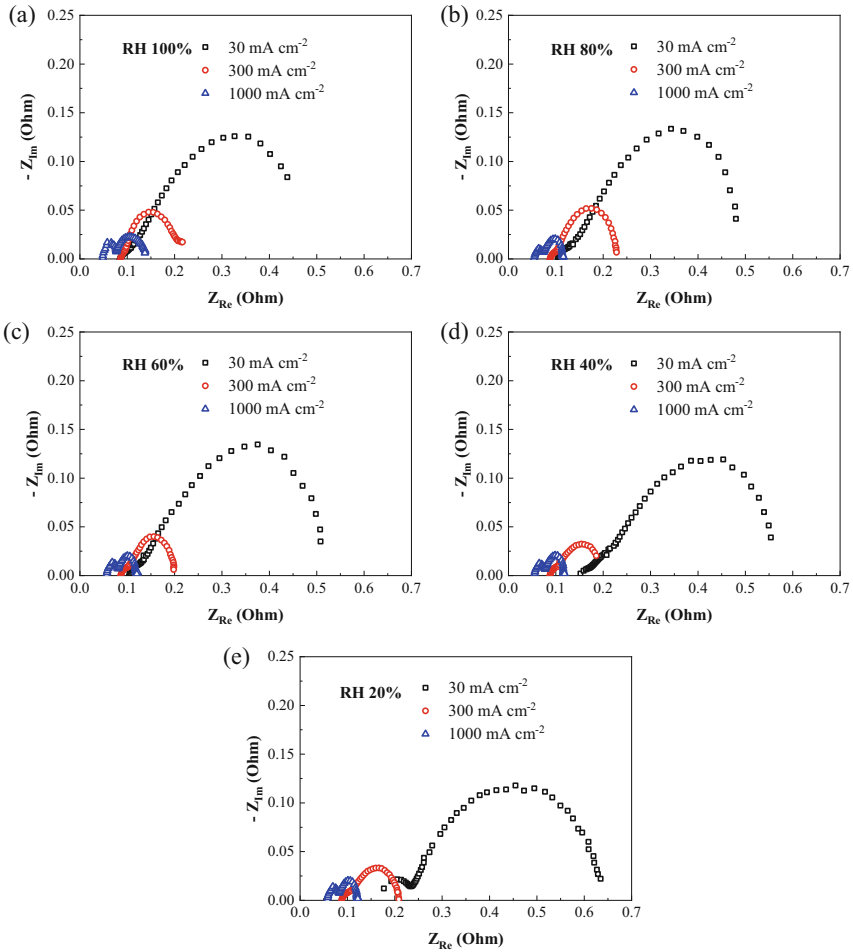 (a)
RH 100%
30 mA cm⁻²
300 mA cm⁻²
1000 mA cm⁻²
0.25
0.20
0.15
0.10
0.05
0.00
- Z_Im (Ohm)
0.0 0.1 0.2 0.3 0.4 0.5 0.6 0.7
Z_Re (Ohm)
(b)
RH 80%
30 mA cm⁻²
300 mA cm⁻²
1000 mA cm⁻²
0.25
0.20
0.15
0.10
0.05
0.00
- Z_Im (Ohm)
0.0 0.1 0.2 0.3 0.4 0.5 0.6 0.7
Z_Re (Ohm)
(c)
RH 60%
30 mA cm⁻²
300 mA cm⁻²
1000 mA cm⁻²
0.25
0.20
0.15
0.10
0.05
0.00
- Z_Im (Ohm)
0.0 0.1 0.2 0.3 0.4 0.5 0.6 0.7
Z_Re (Ohm)
(d)
RH 40%
30 mA cm⁻²
300 mA cm⁻²
1000 mA cm⁻²
0.25
0.20
0.15
0.10
0.05
0.00
- Z_Im (Ohm)
0.0 0.1 0.2 0.3 0.4 0.5 0.6 0.7
Z_Re (Ohm)
(e)
RH 20%
30 mA cm⁻²
300 mA cm⁻²
1000 mA cm⁻²
0.25
0.20
0.15
0.10
0.05
0.00
- Z_Im (Ohm)
0.0 0.1 0.2 0.3 0.4 0.5 0.6 0.7
Z_Re (Ohm)